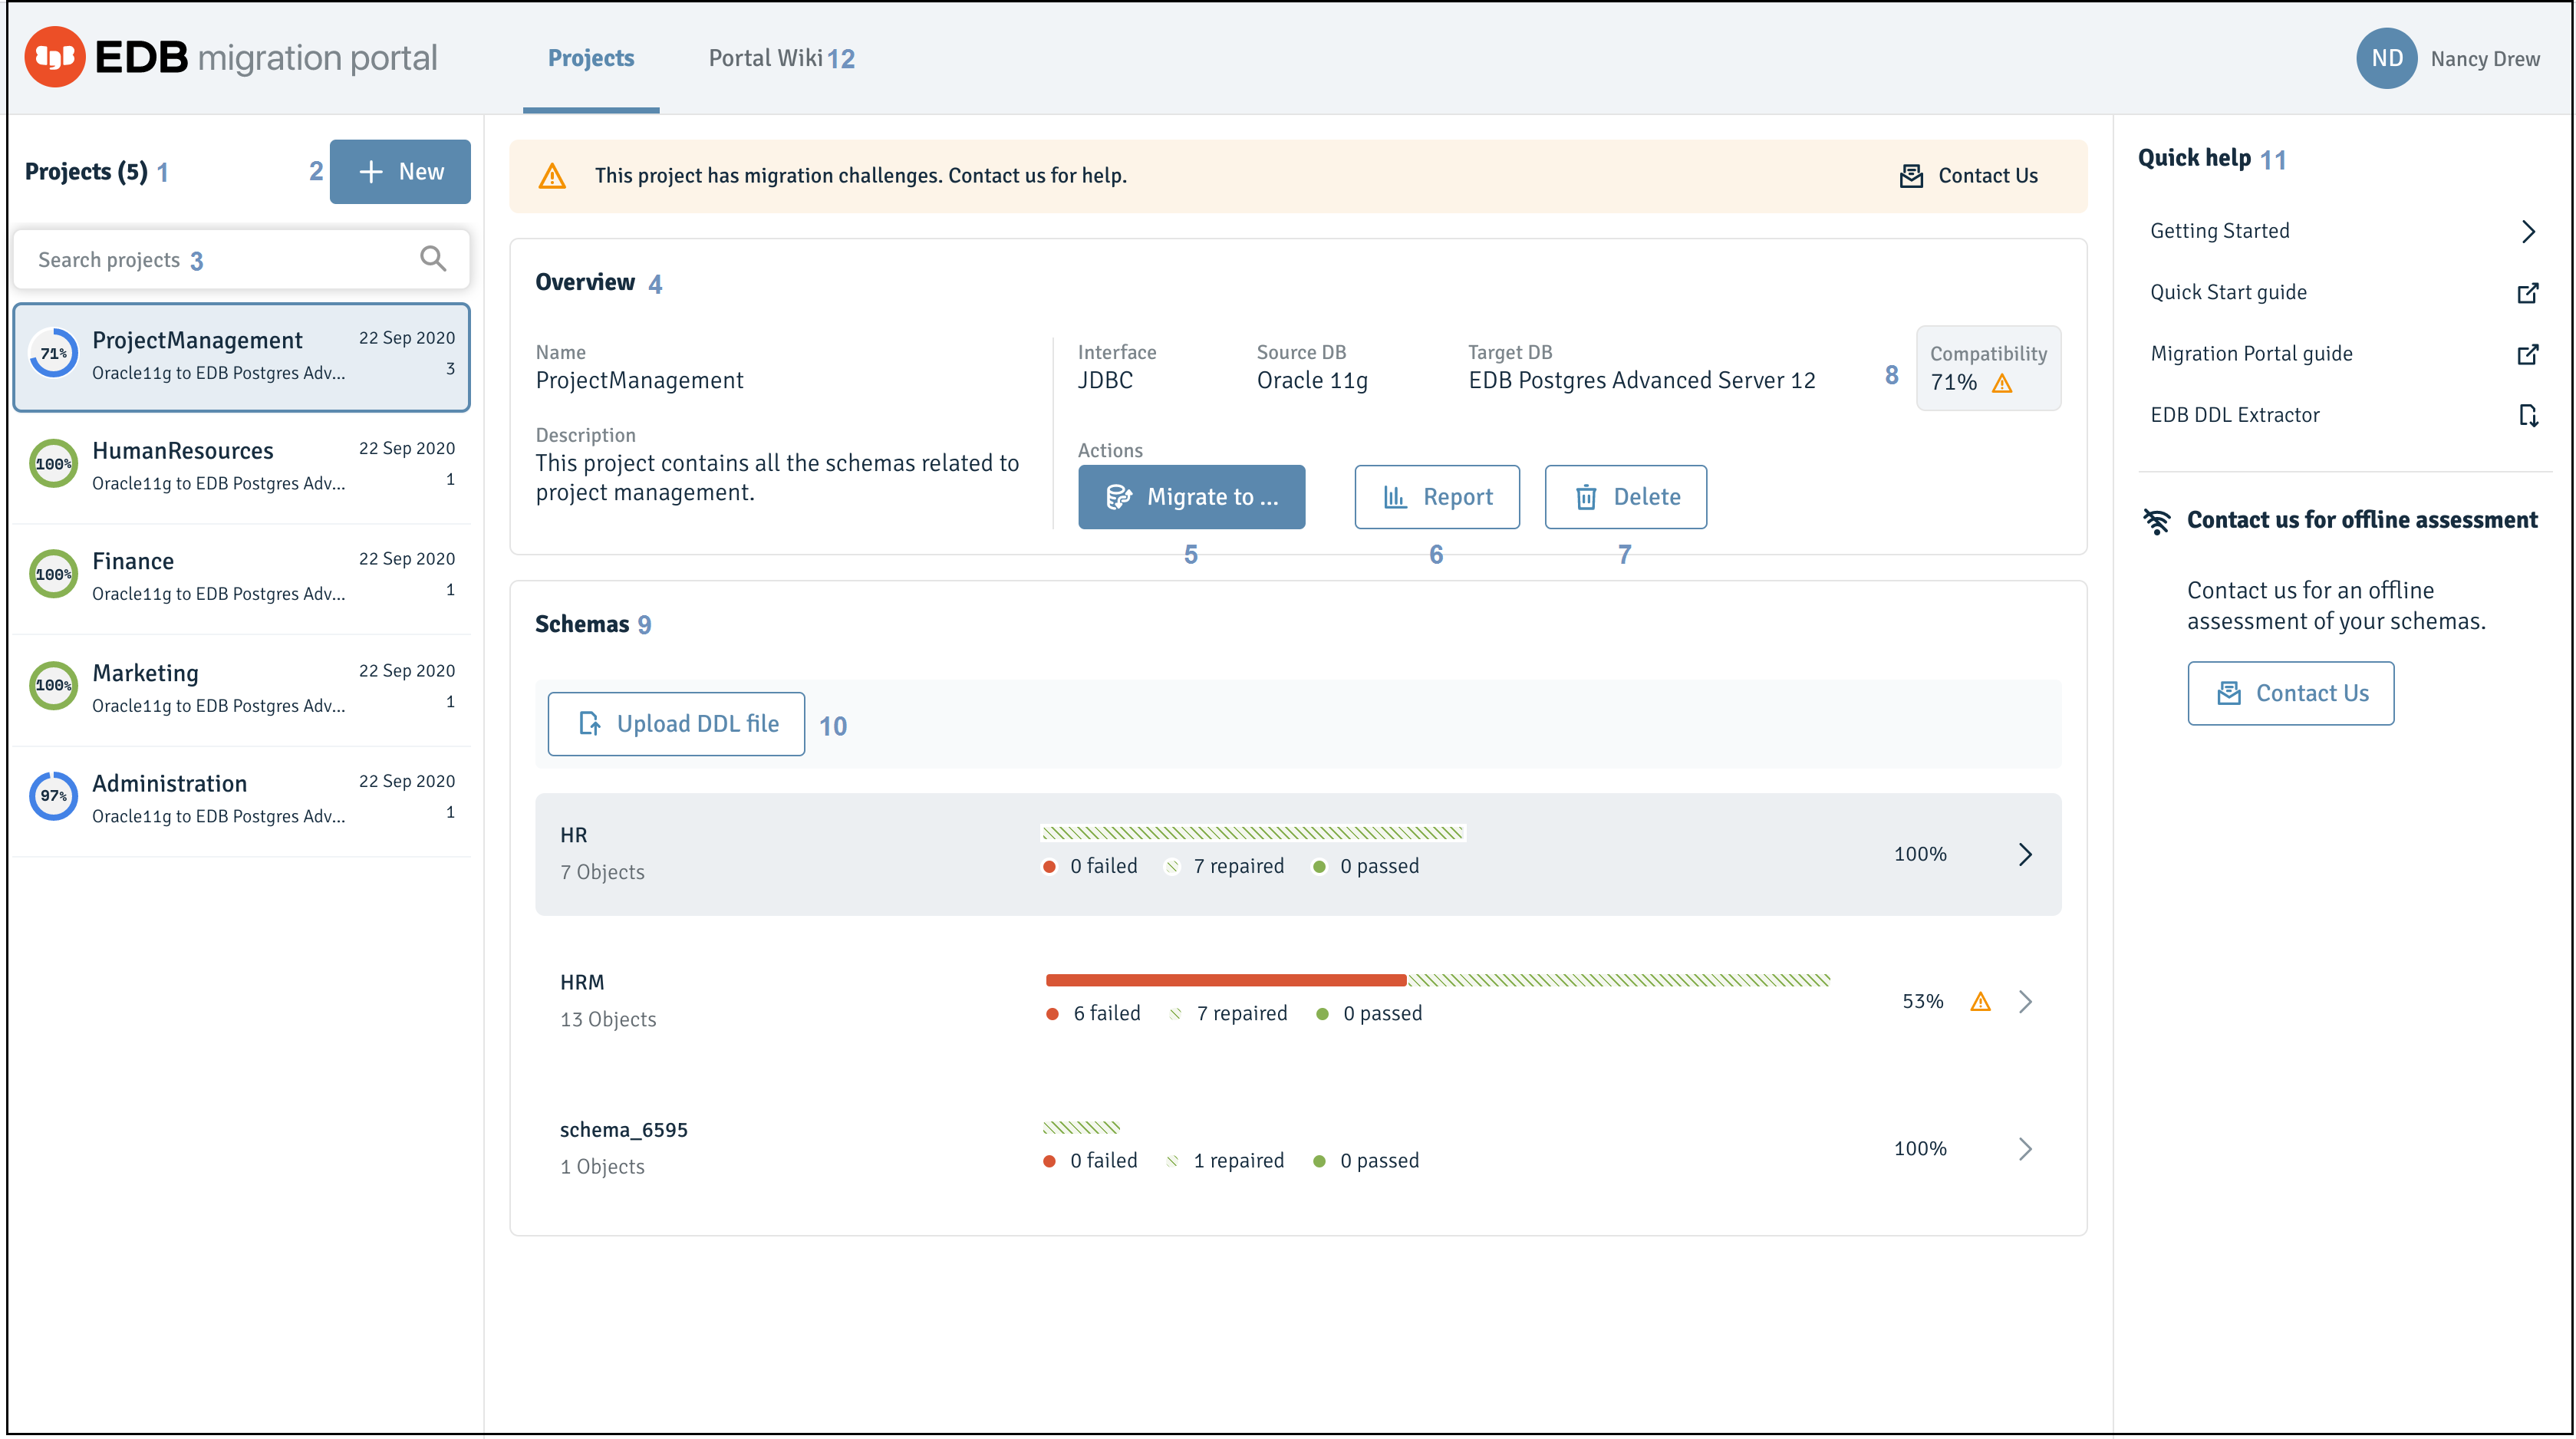 EDB migration portal
Projects
Portal Wiki 12
ND Nancy Drew
Projects (5) 1
2 + New
Search projects 3
71% ProjectManagement 22 Sep 2020
Oracle11g to EDB Postgres Adv... 3
100% HumanResources 22 Sep 2020
Oracle11g to EDB Postgres Adv... 1
100% Finance 22 Sep 2020
Oracle11g to EDB Postgres Adv... 1
100% Marketing 22 Sep 2020
Oracle11g to EDB Postgres Adv... 1
97% Administration 22 Sep 2020
Oracle11g to EDB Postgres Adv... 1
This project has migration challenges. Contact us for help.
Contact Us
Overview 4
Name
ProjectManagement
Description
This project contains all the schemas related to
project management.
Interface
JDBC
Source DB
Oracle 11g
Target DB
EDB Postgres Advanced Server 12
8
Compatibility
71%
Actions
Migrate to ...
Report
Delete
5
6
7
Schemas 9
Upload DDL file 10
HR
7 Objects
0 failed 7 repaired 0 passed
100%
HRM
13 Objects
6 failed 7 repaired 0 passed
53%
schema_6595
1 Objects
0 failed 1 repaired 0 passed
100%
Quick help 11
Getting Started
Quick Start guide
Migration Portal guide
EDB DDL Extractor
Contact us for offline assessment
Contact us for an offline
assessment of your schemas.
Contact Us